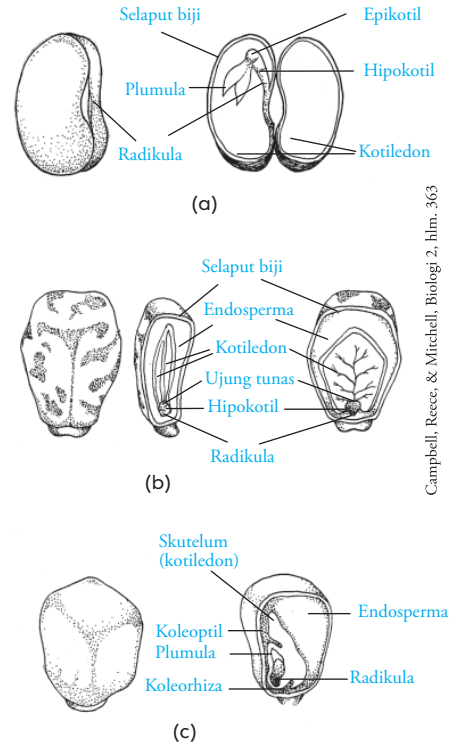 Selaput biji
Epikotil
Hipokotil
Plumula
Radikula
Kotiledon
(a)
Campbell, Reece, & Mitchell, Biologi 2, hlm. 363
Selaput biji
Endosperma
Kotiledon
Ujung tunas
Hipokotil
Radikula
(b)
Skutelum
(kotiledon)
Endosperma
Koleoptil
Plumula
Radikula
Koleorhiza
(c)